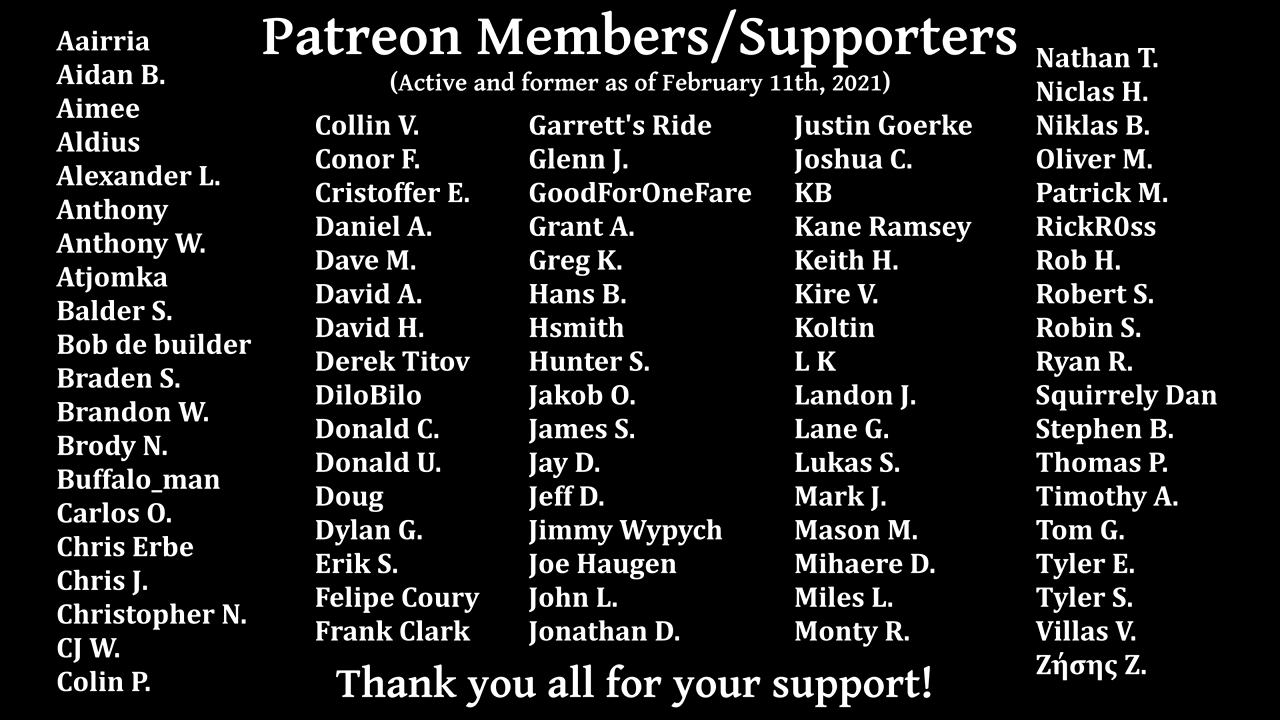 Patreon Members/Supporters
(Active and former as of February 11th, 2021)
Aairria
Aidan B.
Aimee
Aldius
Alexander L.
Anthony
Anthony W.
Atjomka
Balder S.
Bob de builder
Braden S.
Brandon W.
Brody N.
Buffalo_man
Carlos O.
Chris Erbe
Chris J.
Christopher N.
CJ W.
Colin P.
Collin V.
Conor F.
Cristoffer E.
Daniel A.
Dave M.
David A.
David H.
Derek Titov
DiloBilo
Donald C.
Donald U.
Doug
Dylan G.
Erik S.
Felipe Coury
Frank Clark
Garrett's Ride
Glenn J.
GoodForOneFare
Grant A.
Greg K.
Hans B.
Hsmith
Hunter S.
Jakob O.
James S.
Jay D.
Jeff D.
Jimmy Wypych
Joe Haugen
John L.
Jonathan D.
Justin Goerke
Joshua C.
KB
Kane Ramsey
Keith H.
Kire V.
Koltin
L K
Landon J.
Lane G.
Lukas S.
Mark J.
Mason M.
Mihaere D.
Miles L.
Monty R.
Nathan T.
Niclas H.
Niklas B.
Oliver M.
Patrick M.
RickR0ss
Rob H.
Robert S.
Robin S.
Ryan R.
Squirrely Dan
Stephen B.
Thomas P.
Timothy A.
Tom G.
Tyler E.
Tyler S.
Villas V.
Ζήσης Ζ.
Thank you all for your support!